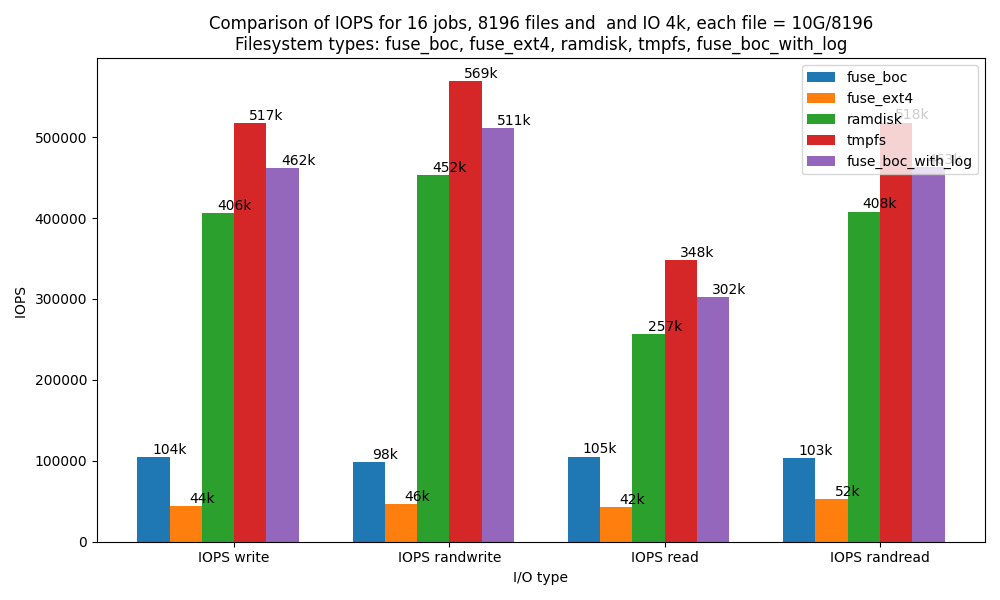 Comparison of IOPS for 16 jobs, 8196 files and  and IO 4k, each file = 10G/8196
Filesystem types: fuse_boc, fuse_ext4, ramdisk, tmpfs, fuse_boc_with_log
fuse_boc
fuse_ext4
ramdisk
tmpfs
fuse_boc_with_log
IOPS
500000
400000
300000
200000
100000
0
104k
44k
406k
517k
462k
98k
46k
452k
569k
511k
105k
42k
257k
348k
302k
103k
52k
408k
518k
IOPS write
IOPS randwrite
IOPS read
IOPS randread
I/O type